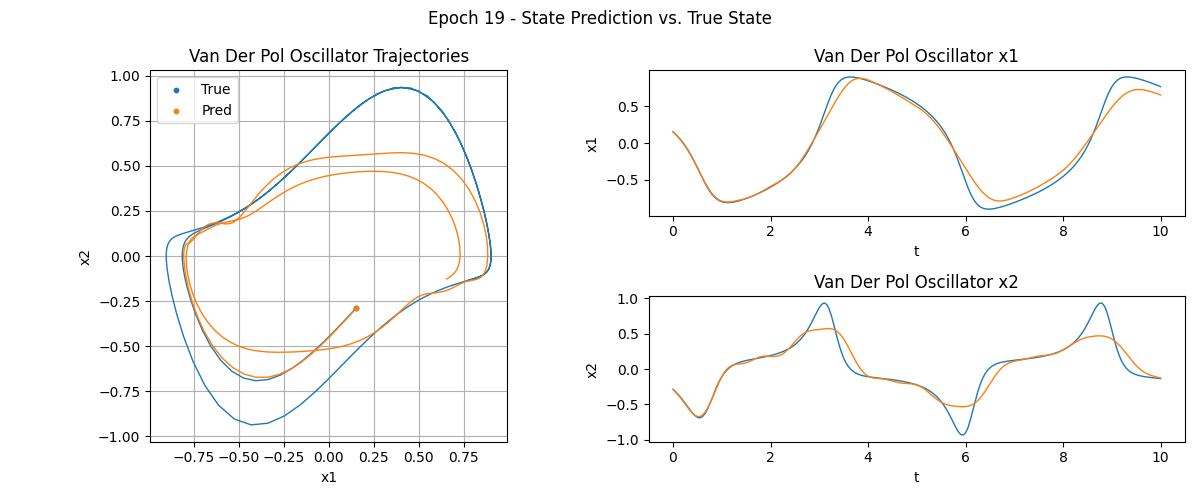 Epoch 19 - State Prediction vs. True State
Van Der Pol Oscillator Trajectories
True
Pred
1.00
0.75
0.50
0.25
0.00
−0.25
−0.50
−0.75
−1.00
x2
−0.75 −0.50 −0.25 0.00 0.25 0.50 0.75
x1
Van Der Pol Oscillator x1
0.5
0.0
−0.5
x1
0 2 4 6 8 10
t
Van Der Pol Oscillator x2
1.0
0.5
0.0
−0.5
−1.0
x2
0 2 4 6 8 10
t